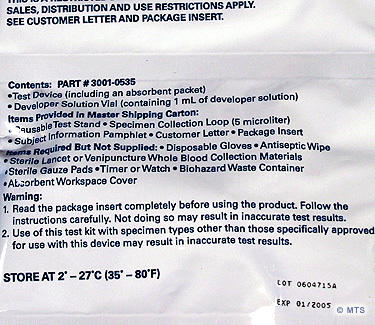 SALES, DISTRIBUTION AND USE RESTRICTIONS APPLY.
SEE CUSTOMER LETTER AND PACKAGE INSERT.
Contents: PART # 3001-0535
•Test Device (including an absorbent packet)
• Developer Solution Vial (containing 1 mL of developer solution)
Items Provided in Master Shipping Carton:
•Reusable Test Stand • Specimen Collection Loop (5 microliter)
• Subject Information Pamphlet • Customer Letter • Package Insert
Items Required But Not Supplied: • Disposable Gloves • Antiseptic Wipe
•Sterile Lancet or Venipuncture Whole Blood Collection Materials
•Sterile Gauze Pads • Timer or Watch • Biohazard Waste Container
•Absorbent Workspace Cover
Warning:
1. Read the package insert completely before using the product. Follow the
instructions carefully. Not doing so may result in inaccurate test results.
2. Use of this test kit with specimen types other than those specifically approved
for use with this device may result in inaccurate test results.
STORE AT 2° - 27°C (35° - 80°F)
LOT 0604715A
EXP 01/2005
© MTS